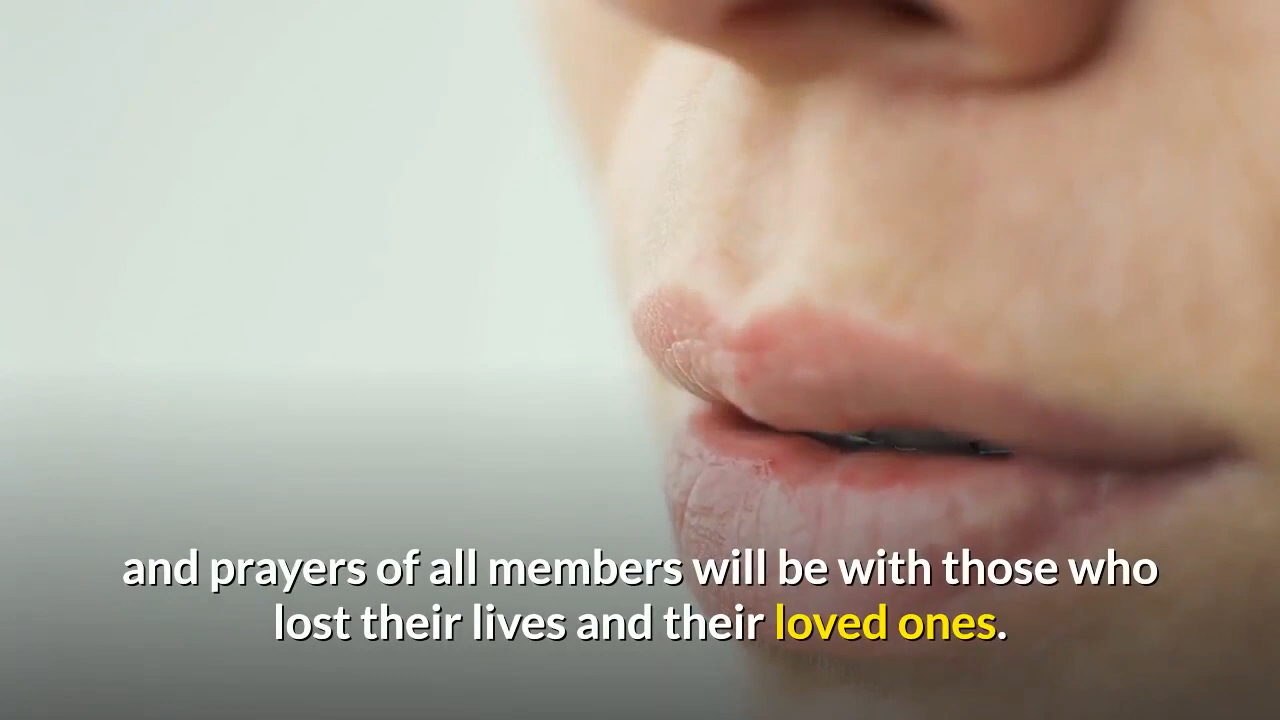 and prayers of all members will be with those who
lost their lives and their loved ones.